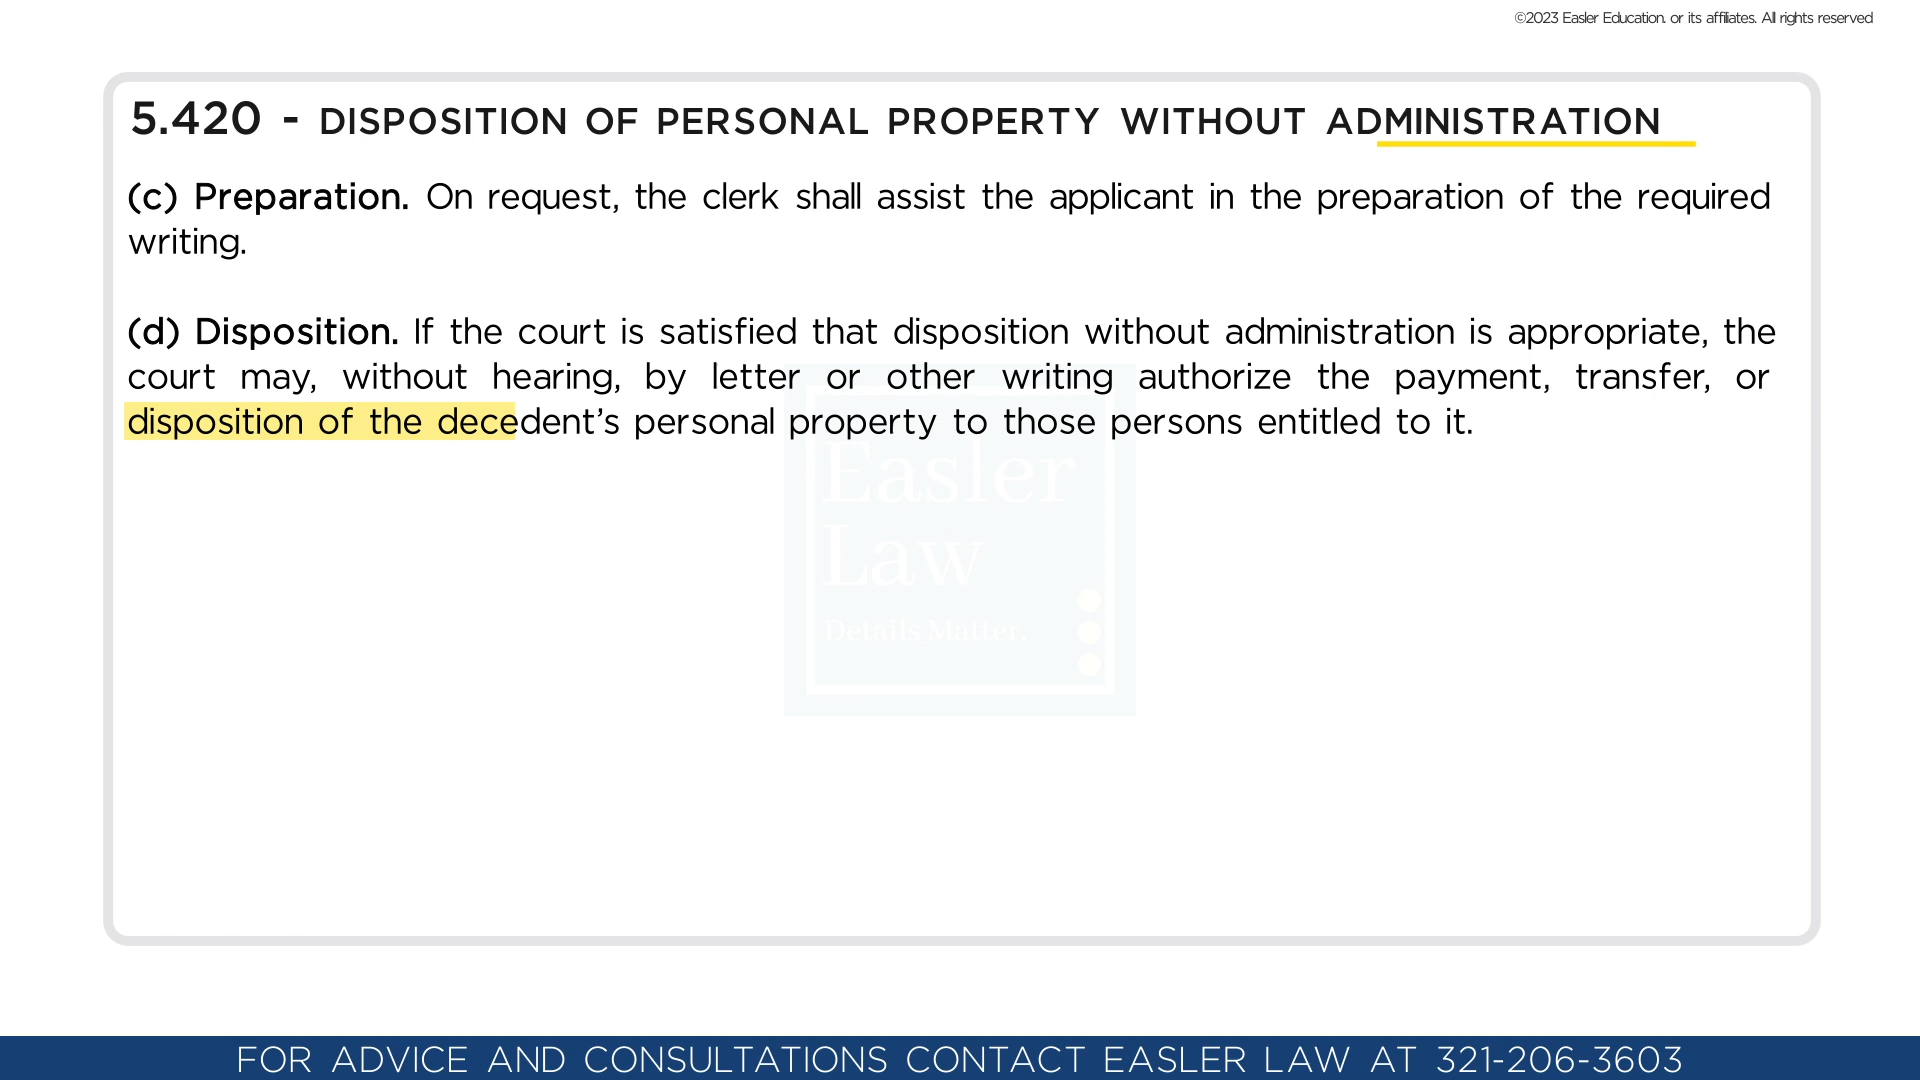 ©2023 Easler Education. or its affiliates. All rights reserved
5.420 - DISPOSITION OF PERSONAL PROPERTY WITHOUT ADMINISTRATION
(c) Preparation. On request, the clerk shall assist the applicant in the preparation of the required
writing.
(d) Disposition. If the court is satisfied that disposition without administration is appropriate, the
court may, without hearing, by letter or other writing authorize the payment, transfer, or
disposition of the decedent’s personal property to those persons entitled to it.
Easler
Law
Details Matter.
FOR ADVICE AND CONSULTATIONS CONTACT EASLER LAW AT 321-206-3603